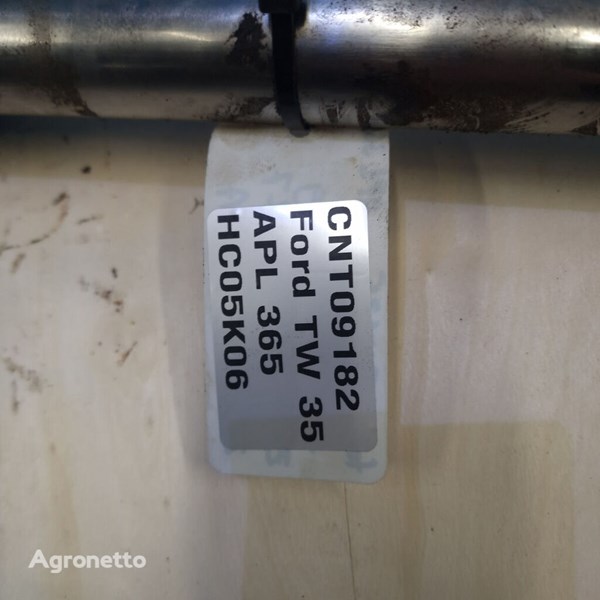 CNT09182
Ford TW 35
APL 365
HC05K06
Agronetto